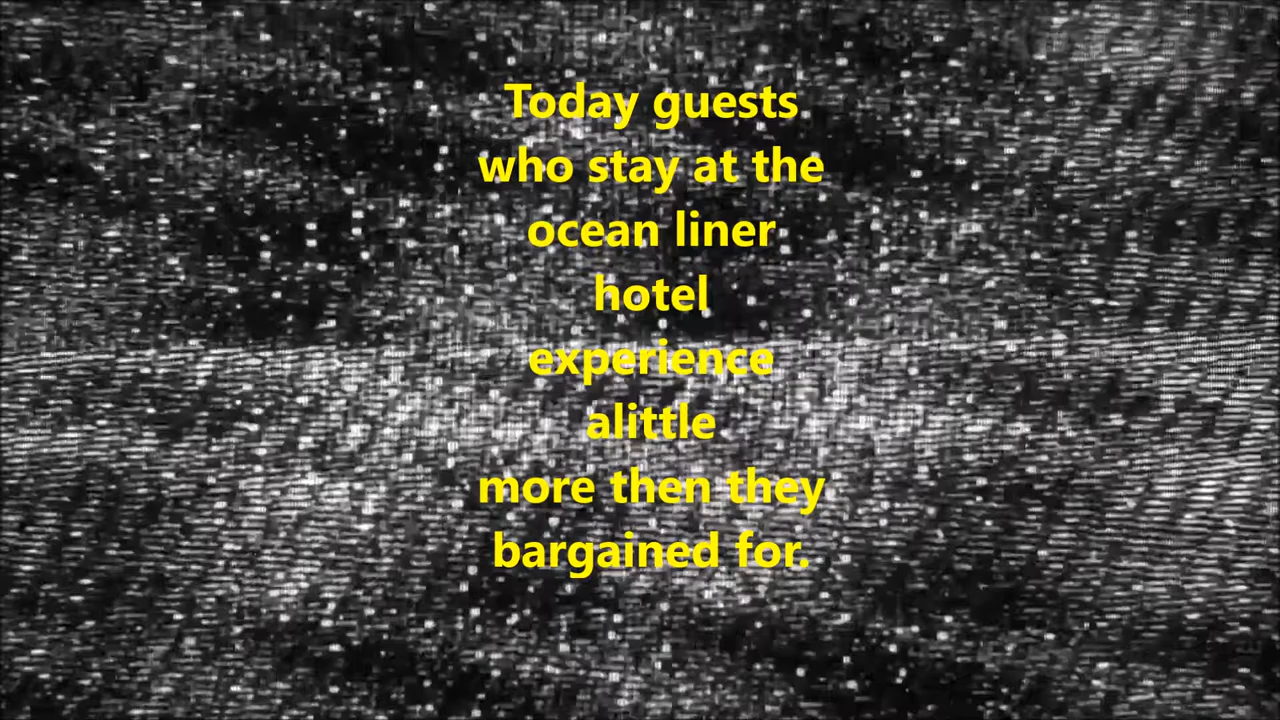 Today guests
who stay at the
ocean liner
hotel
experience
alittle
more then they
bargained for.